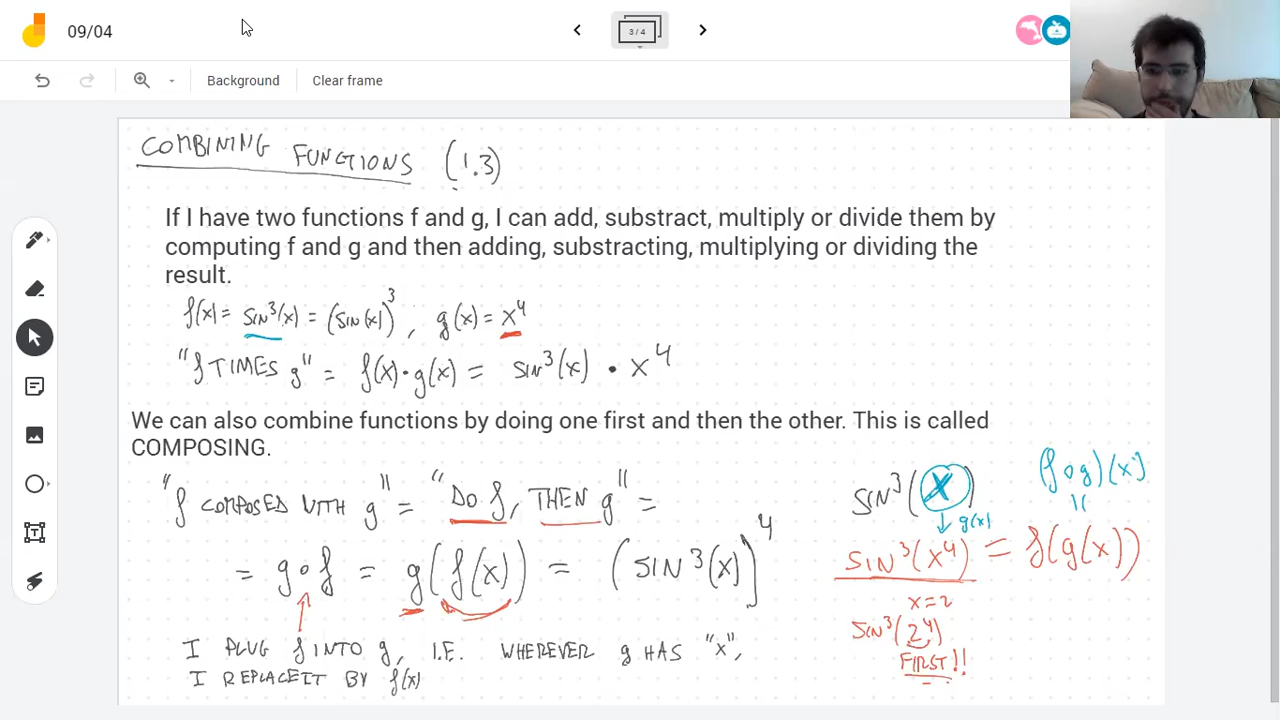 09/04
3 / 4
Background
Clear frame
COMBINING FUNCTIONS (1.3)
If I have two functions f and g, I can add, substract, multiply or divide them by
computing f and g and then adding, substracting, multiplying or dividing the
result.
f(x) = SIN³(x) = (SIN(x))³, g(x) = x⁴
"f TIMES g" = f(x)·g(x) = SIN³(x) · x⁴
We can also combine functions by doing one first and then the other. This is called
COMPOSING.
"f COMPOSED WITH g" = "DO f, THEN g" =
= g∘f = g(f(x)) = (SIN³(x))⁴
I PLUG f INTO g, I.E. WHEREVER g HAS "x",
I REPLACE IT BY f(x)
SIN³(x)
↓ g(x)
(f∘g)(x)
=
SIN³(x⁴) = f(g(x))
x=2
SIN³(2⁴)
FIRST!!